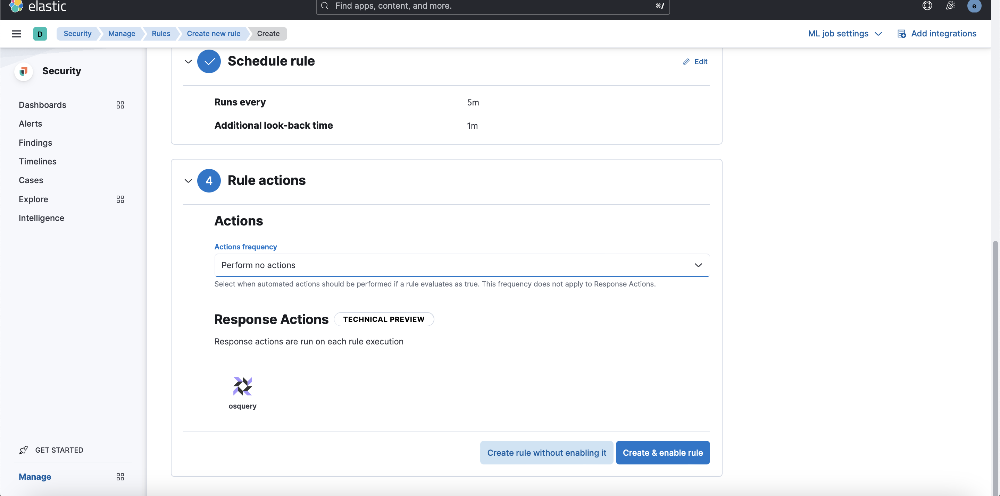 elastic
Find apps, content, and more.
⌘/
e
D
Security
Manage
Rules
Create new rule
Create
ML job settings
Add integrations
Security
Dashboards
Alerts
Findings
Timelines
Cases
Explore
Intelligence
GET STARTED
Manage
Schedule rule
Edit
Runs every
5m
Additional look-back time
1m
4
Rule actions
Actions
Actions frequency
Perform no actions
Select when automated actions should be performed if a rule evaluates as true. This frequency does not apply to Response Actions.
Response Actions
TECHNICAL PREVIEW
Response actions are run on each rule execution
osquery
Create rule without enabling it
Create & enable rule